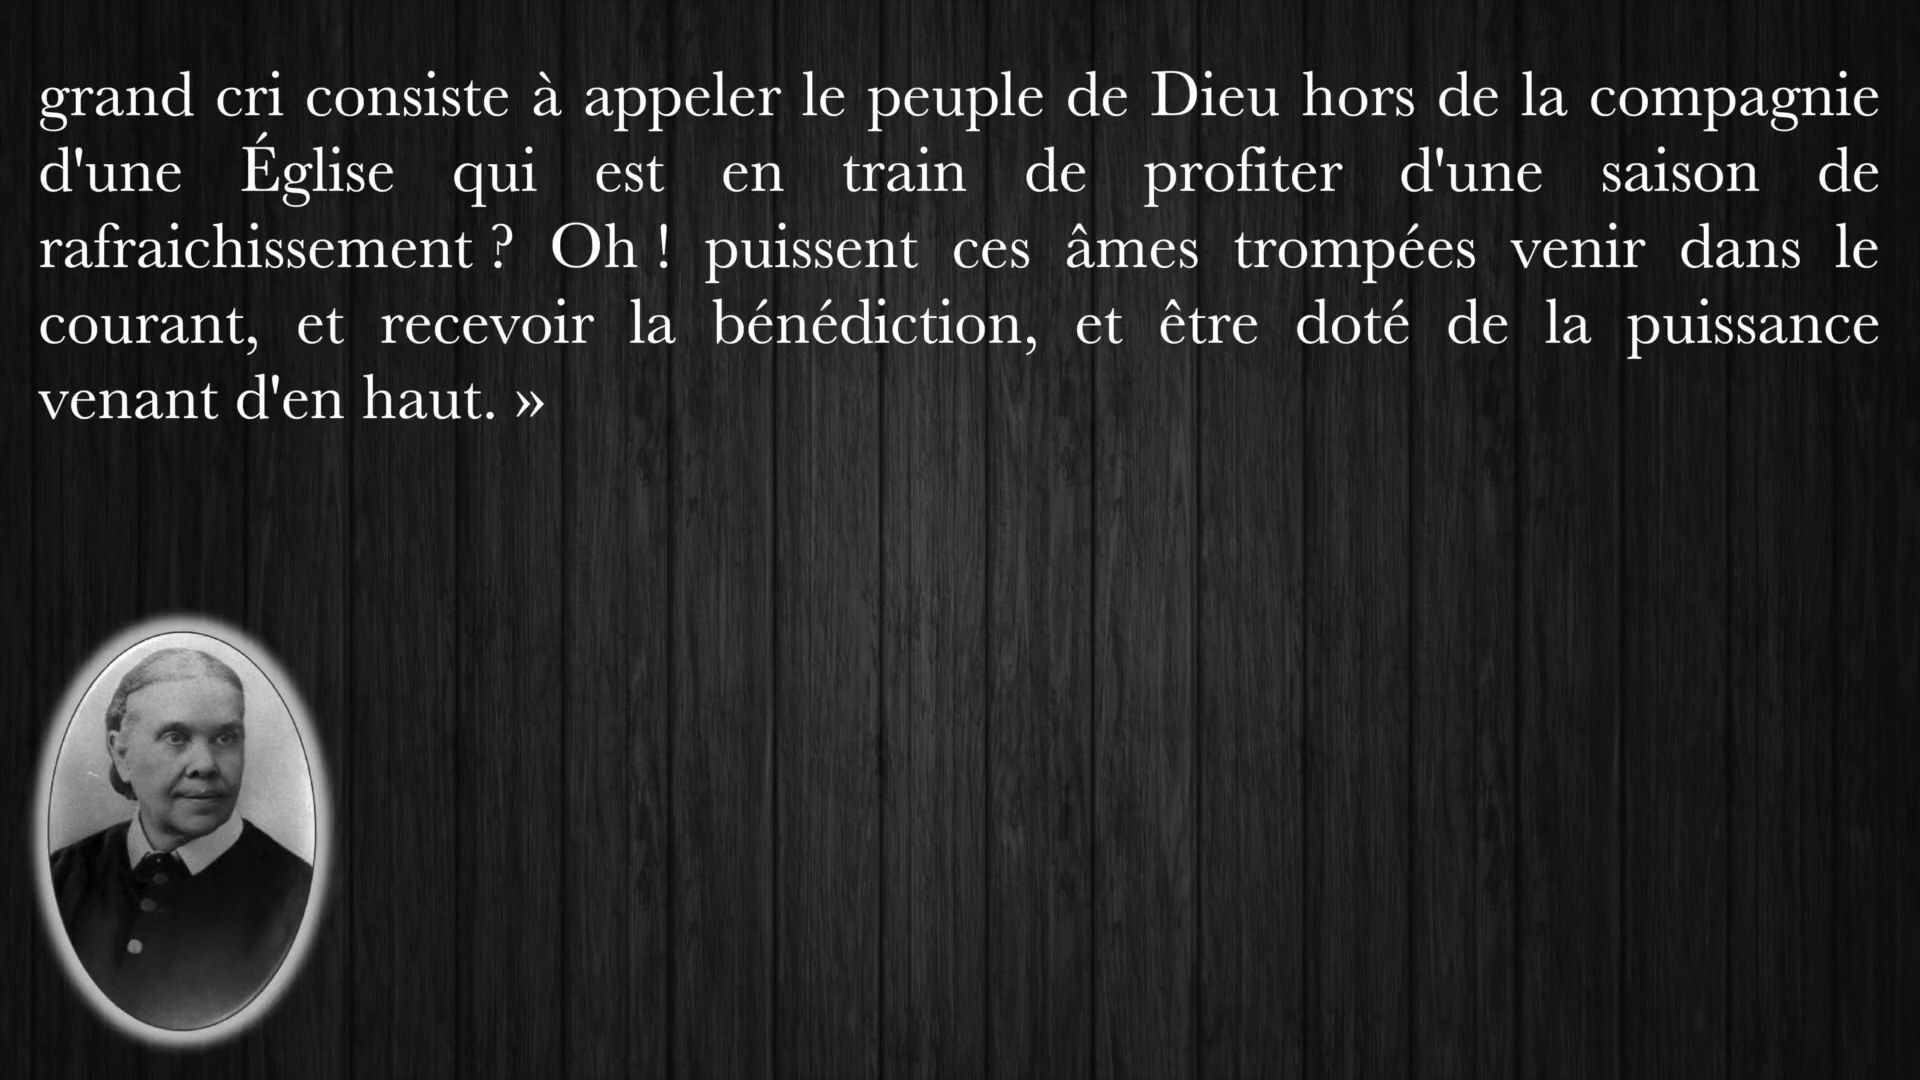 grand cri consiste à appeler le peuple de Dieu hors de la compagnie
d'une Église qui est en train de profiter d'une saison de
rafraichissement ? Oh ! puissent ces âmes trompées venir dans le
courant, et recevoir la bénédiction, et être doté de la puissance
venant d'en haut. »